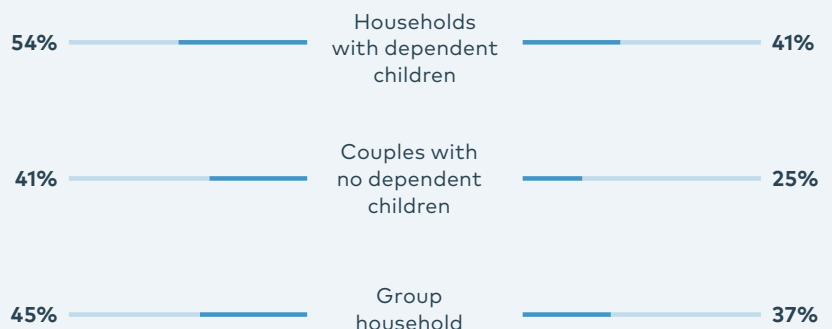 54%
Households
with dependent
children
41%
41%
Couples with
no dependent
children
25%
45%
Group
household
37%